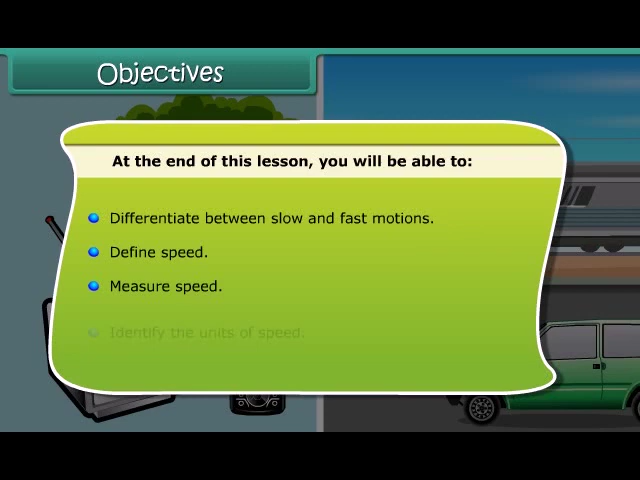 Objectives
At the end of this lesson, you will be able to:
Differentiate between slow and fast motions.
Define speed.
Measure speed.
Identify the units of speed.